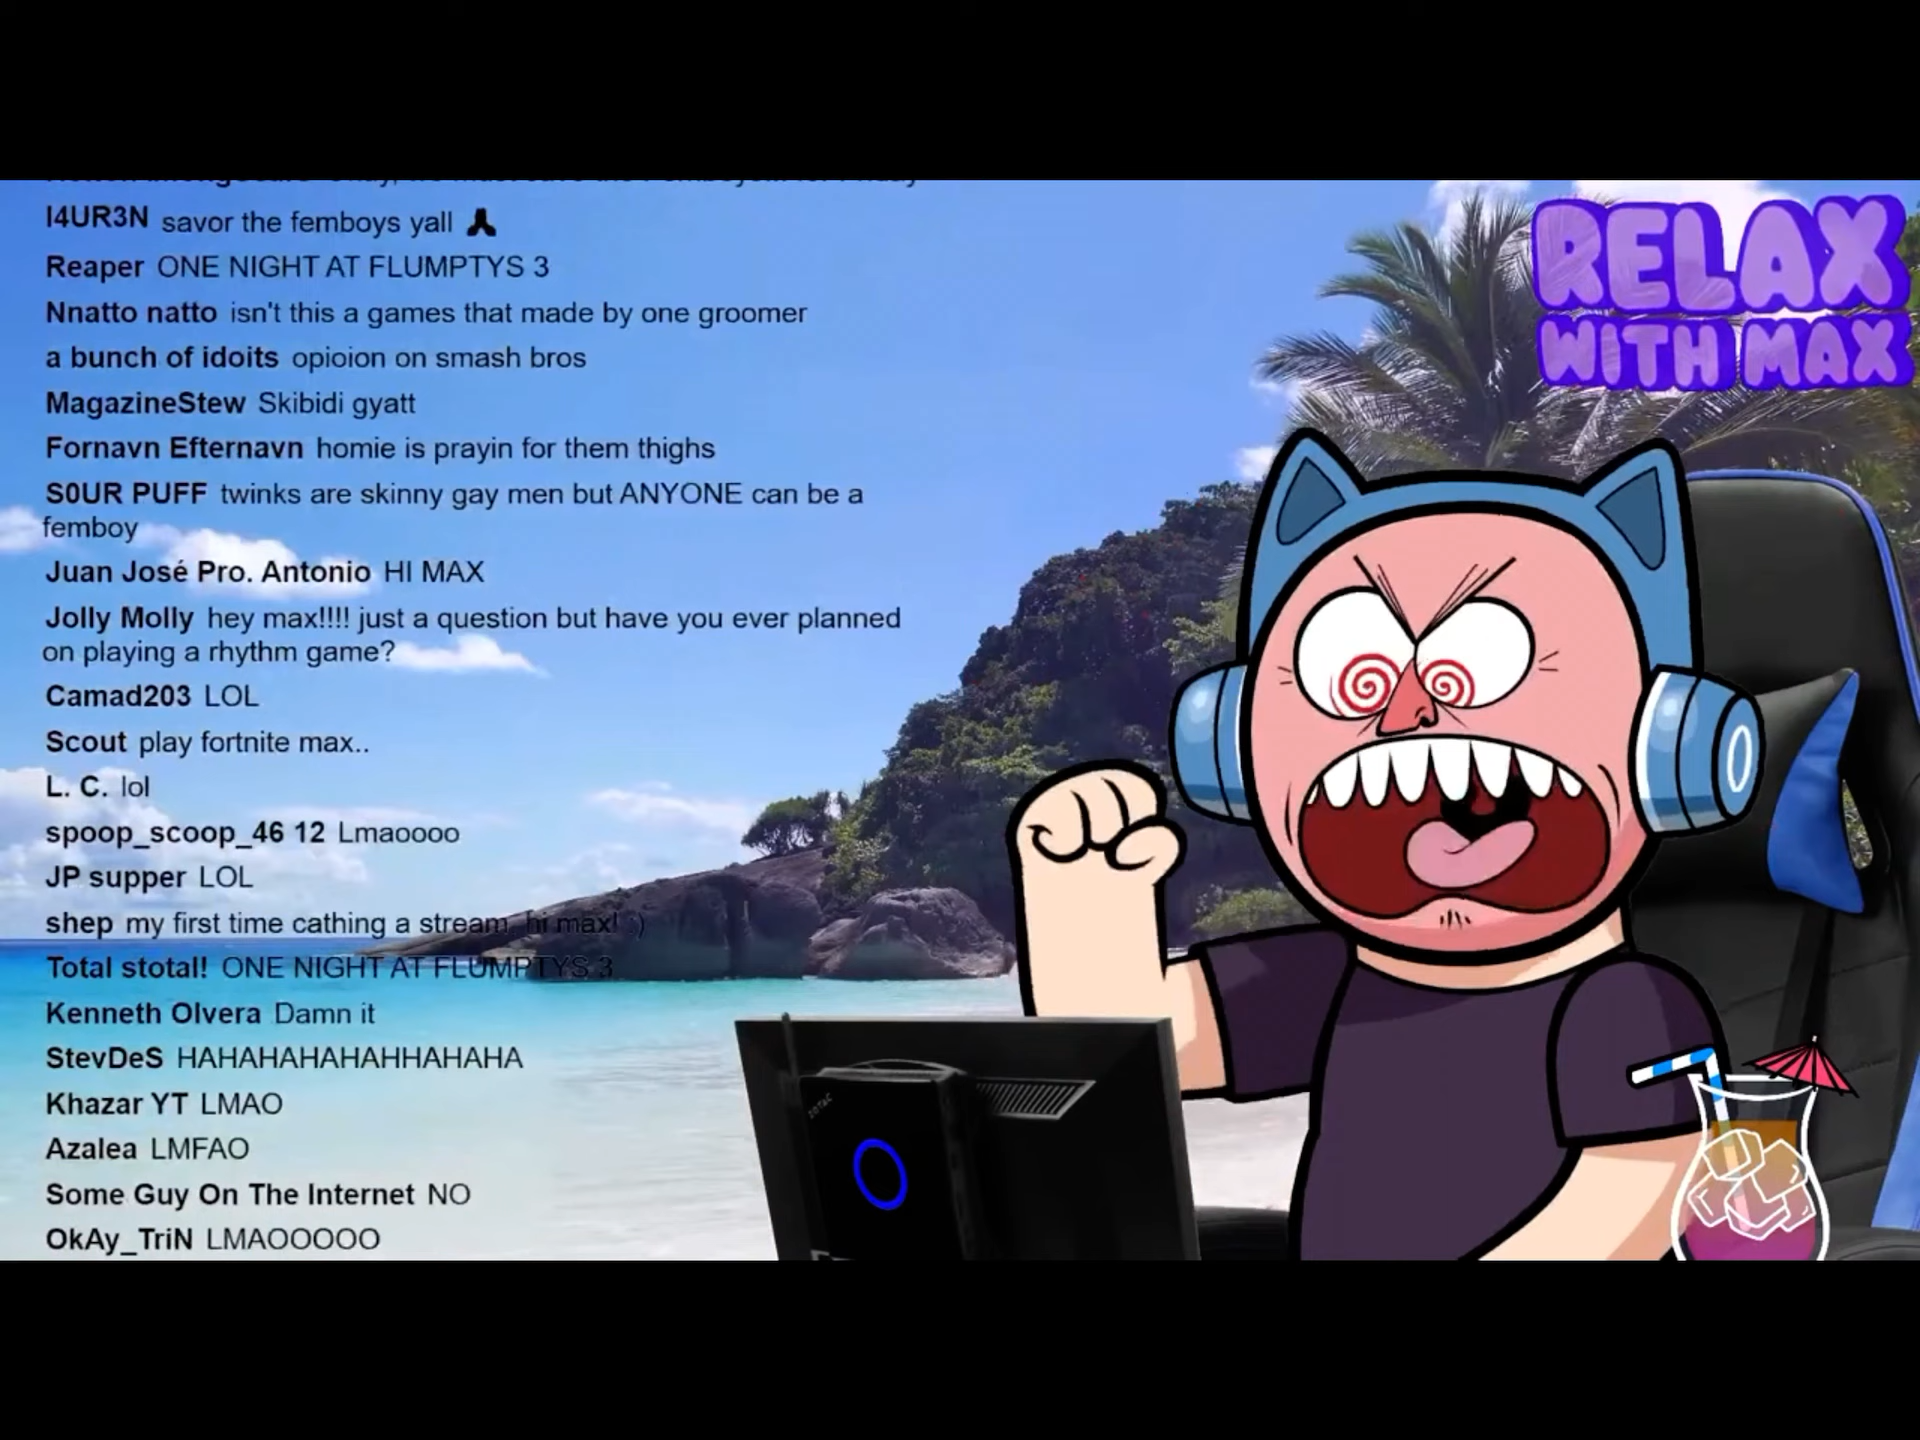 l4UR3N savor the femboys yall
Reaper ONE NIGHT AT FLUMPTYS 3
Nnatto natto isn't this a games that made by one groomer
a bunch of idoits opioion on smash bros
MagazineStew Skibidi gyatt
Fornavn Efternavn homie is prayin for them thighs
S0UR PUFF twinks are skinny gay men but ANYONE can be a
femboy
Juan José Pro. Antonio HI MAX
Jolly Molly hey max!!!! just a question but have you ever planned
on playing a rhythm game?
Camad203 LOL
Scout play fortnite max..
L. C. lol
spoop_scoop_46 12 Lmaoooo
JP supper LOL
shep my first time cathing a stream, hi max! :)
Total stotal! ONE NIGHT AT FLUMPTYS 3
Kenneth Olvera Damn it
StevDeS HAHAHAHAHAHHAHAHA
Khazar YT LMAO
Azalea LMFAO
Some Guy On The Internet NO
OkAy_TriN LMAOOOOO
RELAX
WITH MAX
ZOTAC